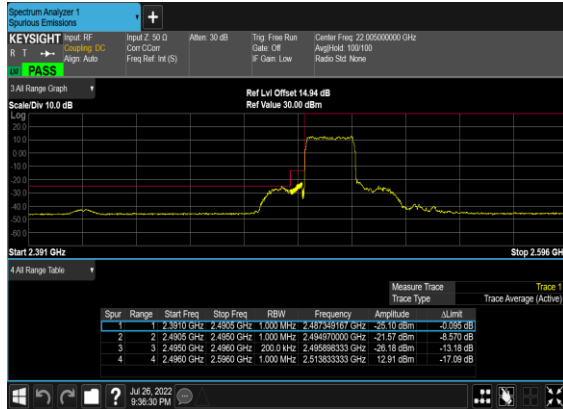 Spectrum Analyzer 1
Spurious Emissions
+
KEYSIGHT Input: RF Input Z: 50 Ω Atten: 30 dB Trig: Free Run Center Freq: 22.005000000 GHz
R T Coupling: DC Corr CCorr Gate: Off Avg|Hold: 100/100
Align: Auto Freq Ref: Int (S) IF Gain: Low Radio Std: None
LXI PASS
3 All Range Graph
Ref Lvl Offset 14.94 dB
Scale/Div 10.0 dB Ref Value 30.00 dBm
Log
20.0
10.0
0.00
-10.0
-20.0
-30.0
-40.0
-50.0
-60.0
Start 2.391 GHz Stop 2.596 GH
4 All Range Table
Measure Trace Trace 1
Trace Type Trace Average (Active)
Spur Range Start Freq Stop Freq RBW Frequency Amplitude ΔLimit
1 1 2.3910 GHz 2.4905 GHz 1.000 MHz 2.487349167 GHz -25.10 dBm -0.095 dB
2 2 2.4905 GHz 2.4950 GHz 1.000 MHz 2.494970000 GHz -21.57 dBm -8.570 dB
3 3 2.4950 GHz 2.4960 GHz 200.0 kHz 2.495898333 GHz -26.18 dBm -13.18 dB
4 4 2.4960 GHz 2.5960 GHz 1.000 MHz 2.513833333 GHz 12.91 dBm -17.09 dB
? Jul 26, 2022
9:36:30 PM